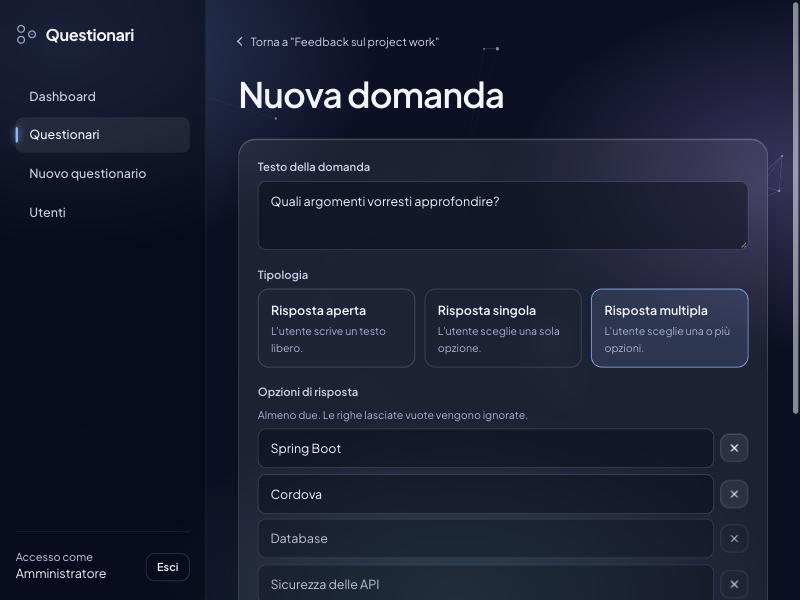 Questionari
Dashboard
Questionari
Nuovo questionario
Utenti
Accesso come
Amministratore
Esci
Torna a "Feedback sul project work"
Nuova domanda
Testo della domanda
Quali argomenti vorresti approfondire?
Tipologia
Risposta aperta
L'utente scrive un testo
libero.
Risposta singola
L'utente sceglie una sola
opzione.
Risposta multipla
L'utente sceglie una o più
opzioni.
Opzioni di risposta
Almeno due. Le righe lasciate vuote vengono ignorate.
Spring Boot
Cordova
Database
Sicurezza delle API